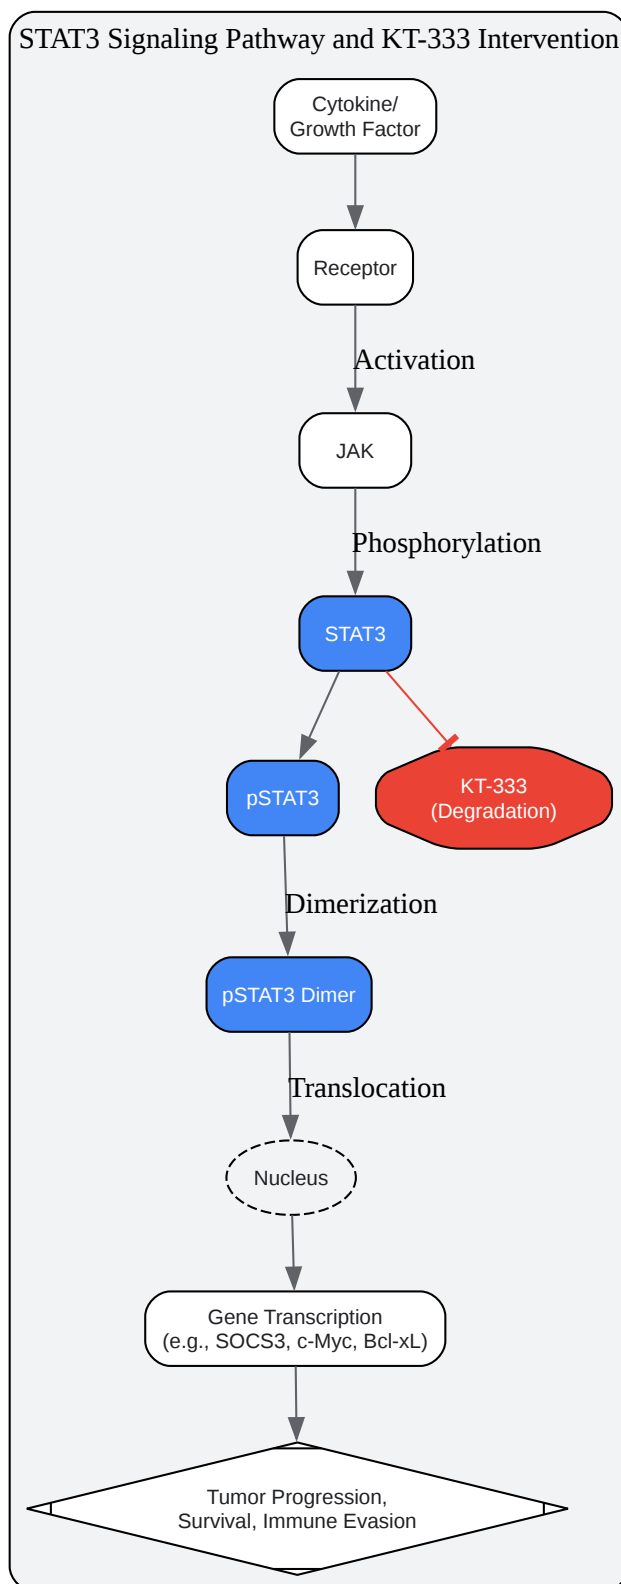 STAT3 Signaling Pathway and KT-333 Intervention
Cytokine/
Growth Factor
Receptor
Activation
JAK
Phosphorylation
STAT3
pSTAT3
KT-333
(Degradation)
Dimerization
pSTAT3 Dimer
Translocation
Nucleus
Gene Transcription
(e.g., SOCS3, c-Myc, Bcl-xL)
Tumor Progression,
Survival, Immune Evasion